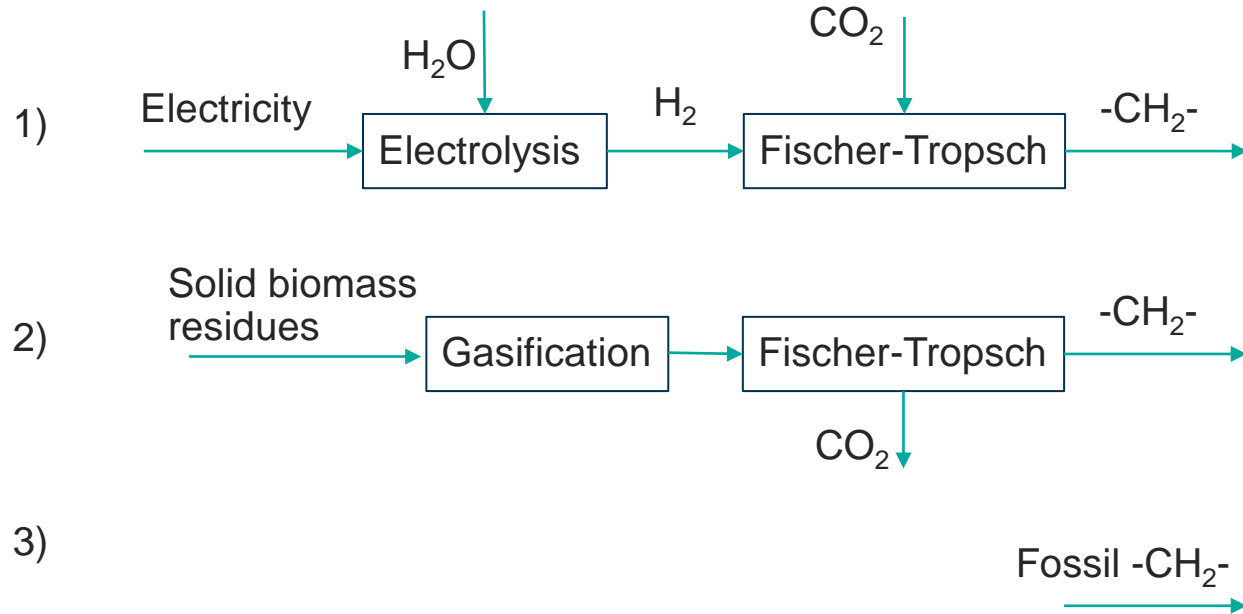 H₂O
CO₂
1)
Electricity
H₂
-CH₂-
Electrolysis
Fischer-Tropsch
2)
Solid biomass
residues
-CH₂-
Gasification
Fischer-Tropsch
CO₂
3)
Fossil -CH₂-